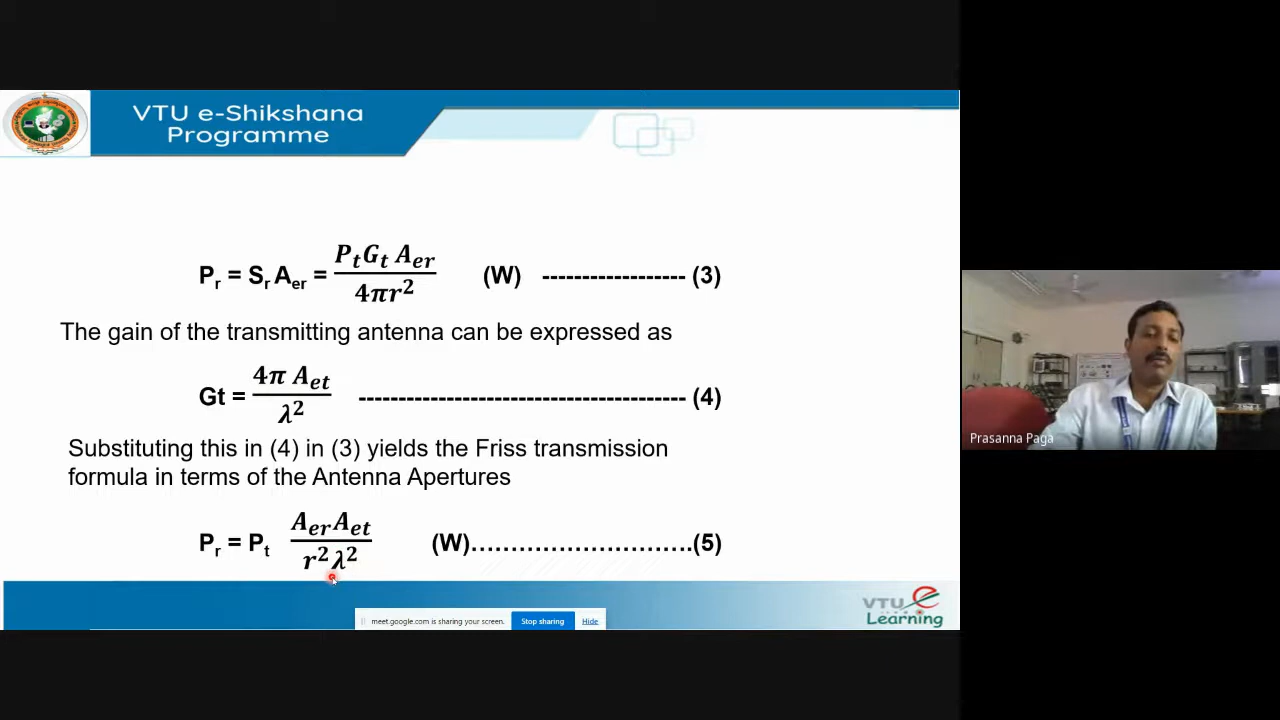 VTU e-Shikshana
Programme
Pr = Sr Aer = PtGt Aer / 4πr² (W) ------------------ (3)
The gain of the transmitting antenna can be expressed as
Gt = 4π Aet / λ² ----------------------------------------- (4)
Substituting this in (4) in (3) yields the Friss transmission
formula in terms of the Antenna Apertures
Pr = Pt AerAet / r²λ² (W)……………………….(5)
Prasanna Paga
VTU e
Learning
meet.google.com is sharing your screen. Stop sharing Hide